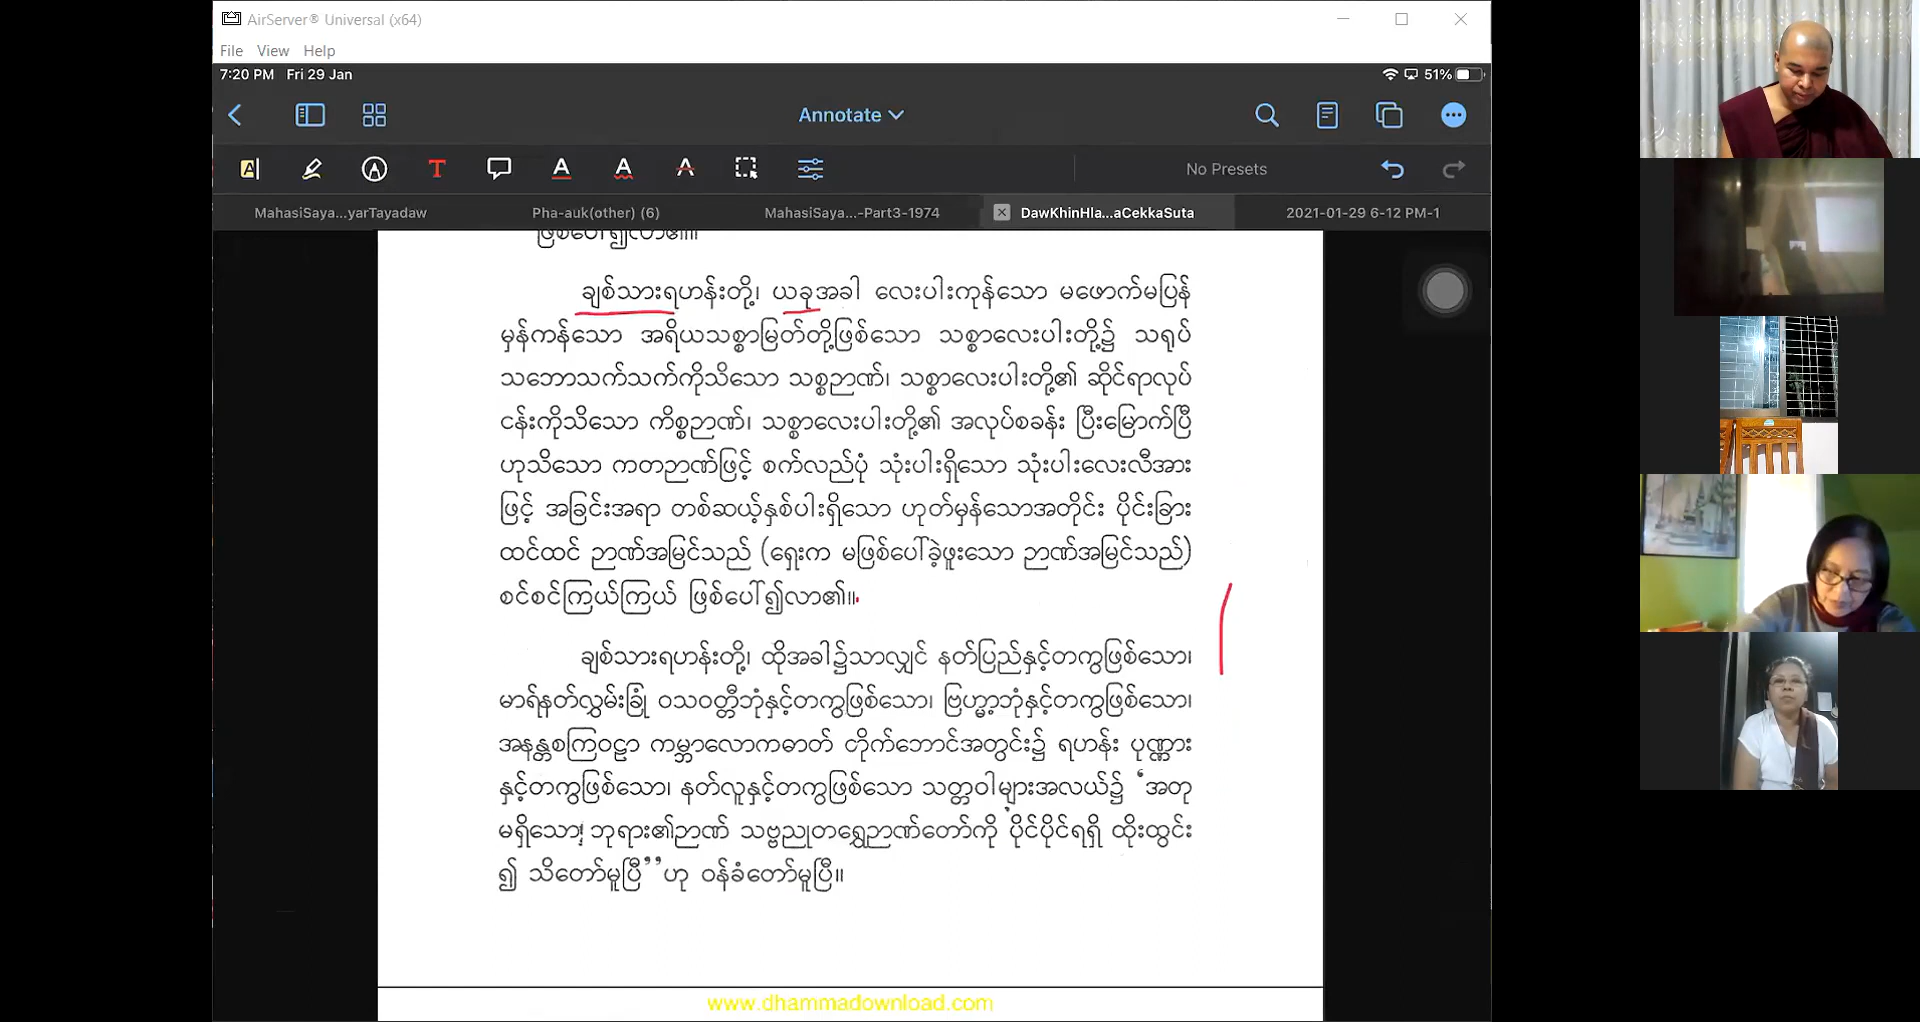 AirServer® Universal (x64)
File View Help
7:20 PM Fri 29 Jan
51%
Annotate
No Presets
MahasiSaya...yarTayadaw
Pha-auk(other) (6)
MahasiSaya...-Part3-1974
DawKhinHla...aCekkaSuta
2021-01-29 6-12 PM-1
ဖြစ်ပေါ်၍လာ၏။
ချစ်သားရဟန်းတို့၊ ယခုအခါ လေးပါးကုန်သော မဖောက်မပြန်
မှန်ကန်သော အရိယသစ္စာမြတ်တို့ဖြစ်သော သစ္စာလေးပါးတို့၌ သရုပ်
သဘောသက်သက်ကိုသိသော သစ္စဉာဏ်၊ သစ္စာလေးပါးတို့၏ ဆိုင်ရာလုပ်
ငန်းကိုသိသော ကိစ္စဉာဏ်၊ သစ္စာလေးပါးတို့၏ အလုပ်စခန်း ပြီးမြောက်ပြီ
ဟုသိသော ကတဉာဏ်ဖြင့် စက်လည်ပုံ သုံးပါးရှိသော သုံးပါးလေးလီအား
ဖြင့် အခြင်းအရာ တစ်ဆယ့်နှစ်ပါးရှိသော ဟုတ်မှန်သောအတိုင်း ပိုင်းခြား
ထင်ထင် ဉာဏ်အမြင်သည် (ရှေးက မဖြစ်ပေါ်ခဲ့ဖူးသော ဉာဏ်အမြင်သည်)
စင်စင်ကြယ်ကြယ် ဖြစ်ပေါ်၍လာ၏။
ချစ်သားရဟန်းတို့၊ ထိုအခါ၌သာလျှင် နတ်ပြည်နှင့်တကွဖြစ်သော၊
မာရ်နတ်လွှမ်းခြုံ ဝသဝတ္တီဘုံနှင့်တကွဖြစ်သော၊ ဗြဟ္မာ့ဘုံနှင့်တကွဖြစ်သော၊
အနန္တစကြဝဠာ ကမ္ဘာလောကဓာတ် တိုက်ဘောင်အတွင်း၌ ရဟန်း ပုဏ္ဏား
နှင့်တကွဖြစ်သော၊ နတ်လူနှင့်တကွဖြစ်သော သတ္တဝါများအလယ်၌ ‘အတု
မရှိသော၊ ဘုရား၏ဉာဏ် သဗ္ဗညုတရွှေဉာဏ်တော်ကို ပိုင်ပိုင်ရရှိ ထိုးထွင်း
၍ သိတော်မူပြီ’’ဟု ဝန်ခံတော်မူပြီ။
www.dhammadownload.com